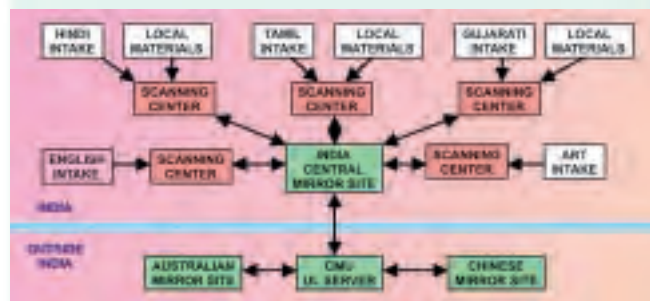 HINDI
INTAKE
LOCAL
MATERIALS
TAMIL
INTAKE
LOCAL
MATERIALS
GUJARATI
INTAKE
LOCAL
MATERIALS
SCANNING
CENTER
SCANNING
CENTER
SCANNING
CENTER
ENGLISH
INTAKE
SCANNING
CENTER
INDIA
CENTRAL
MIRROR SITE
SCANNING
CENTER
ART
INTAKE
INDIA
OUTSIDE
INDIA
AUSTRALIAN
MIRROR SITE
CMU
UL SERVER
CHINESE
MIRROR SITE